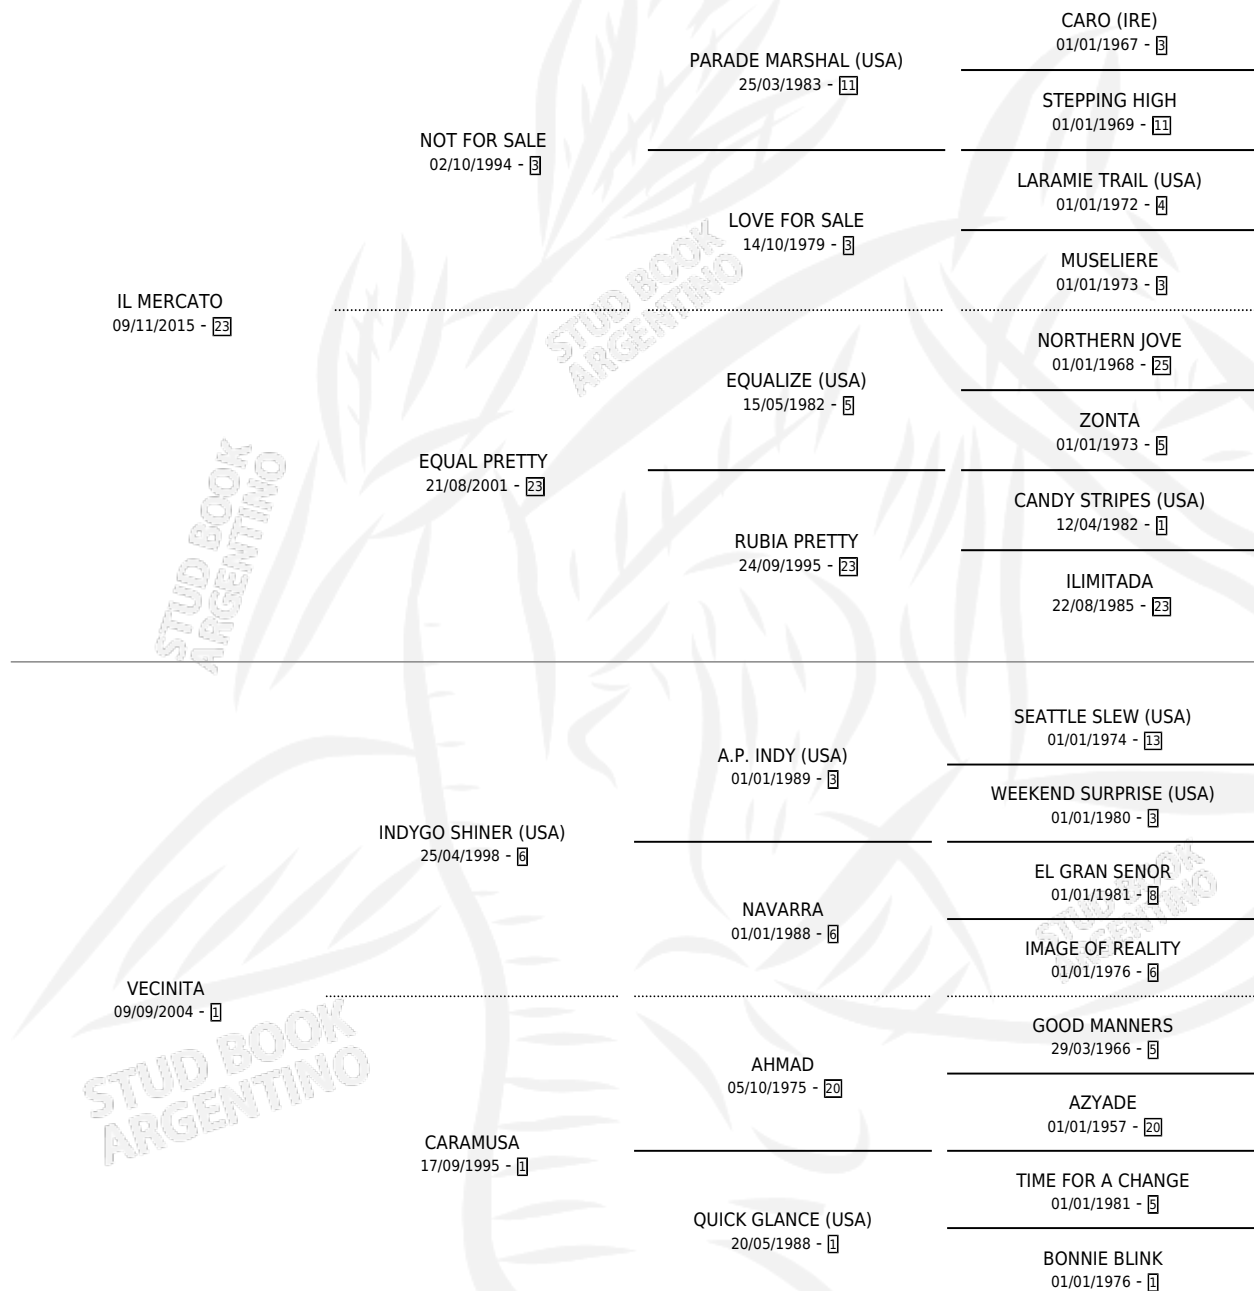 CARO (IRE)
01/01/1967 - 3
PARADE MARSHAL (USA)
25/03/1983 - 11
STEPPING HIGH
01/01/1969 - 11
NOT FOR SALE
02/10/1994 - 3
LARAMIE TRAIL (USA)
01/01/1972 - 4
LOVE FOR SALE
14/10/1979 - 3
MUSELIERE
01/01/1973 - 3
IL MERCATO
09/11/2015 - 23
NORTHERN JOVE
01/01/1968 - 25
EQUALIZE (USA)
15/05/1982 - 5
ZONTA
01/01/1973 - 5
EQUAL PRETTY
21/08/2001 - 23
CANDY STRIPES (USA)
12/04/1982 - 1
RUBIA PRETTY
24/09/1995 - 23
ILIMITADA
22/08/1985 - 23
STUD BOOK
ARGENTINO
STUD BOOK
ARGENTINO
SEATTLE SLEW (USA)
01/01/1974 - 13
A.P. INDY (USA)
01/01/1989 - 3
WEEKEND SURPRISE (USA)
01/01/1980 - 3
INDYGO SHINER (USA)
25/04/1998 - 6
EL GRAN SENOR
01/01/1981 - 8
NAVARRA
01/01/1988 - 6
IMAGE OF REALITY
01/01/1976 - 6
VECINITA
09/09/2004 - 1
GOOD MANNERS
29/03/1966 - 5
AHMAD
05/10/1975 - 20
AZYADE
01/01/1957 - 20
CARAMUSA
17/09/1995 - 1
TIME FOR A CHANGE
01/01/1981 - 5
QUICK GLANCE (USA)
20/05/1988 - 1
BONNIE BLINK
01/01/1976 - 1
STUD BOOK
ARGENTINO
STUD BOOK
ARGENTINO